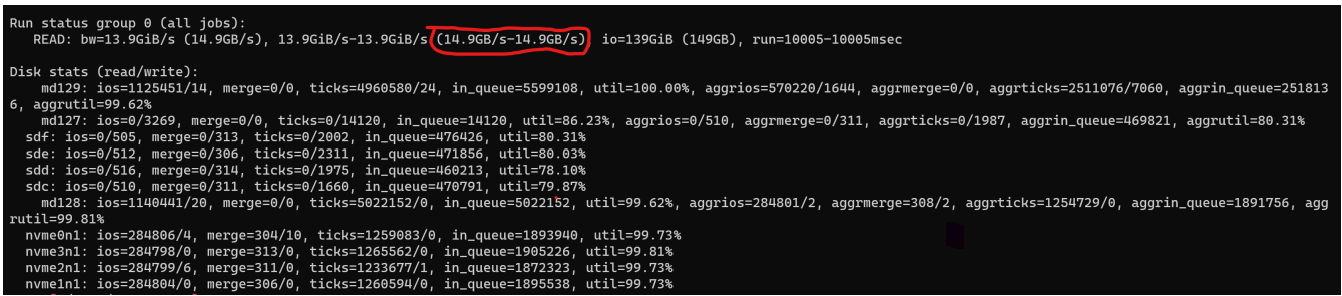 Run status group 0 (all jobs):
READ: bw=13.9GiB/s (14.9GB/s), 13.9GiB/s-13.9GiB/s (14.9GB/s-14.9GB/s), io=139GiB (149GB), run=10005-10005msec
Disk stats (read/write):
md129: ios=1125451/14, merge=0/0, ticks=4960580/24, in_queue=5599108, util=100.00%, aggrios=570220/1644, aggrmerge=0/0, aggrticks=2511076/7060, aggrin_queue=251813
6, aggrutil=99.62%
md127: ios=0/3269, merge=0/0, ticks=0/14120, in_queue=14120, util=86.23%, aggrios=0/510, aggrmerge=0/311, aggrticks=0/1987, aggrin_queue=469821, aggrutil=80.31%
sdf: ios=0/505, merge=0/313, ticks=0/2002, in_queue=476426, util=80.31%
sde: ios=0/512, merge=0/306, ticks=0/2311, in_queue=471856, util=80.03%
sdd: ios=0/516, merge=0/314, ticks=0/1975, in_queue=460213, util=78.10%
sdc: ios=0/510, merge=0/311, ticks=0/1660, in_queue=470791, util=79.87%
md128: ios=1140441/20, merge=0/0, ticks=5022152/0, in_queue=5022152, util=99.62%, aggrios=284801/2, aggrmerge=308/2, aggrticks=1254729/0, aggrin_queue=1891756, agg
rutil=99.81%
nvme0n1: ios=284806/4, merge=304/10, ticks=1259083/0, in_queue=1893940, util=99.73%
nvme3n1: ios=284798/0, merge=313/0, ticks=1265562/0, in_queue=1905226, util=99.81%
nvme2n1: ios=284799/6, merge=311/0, ticks=1233677/1, in_queue=1872323, util=99.73%
nvme1n1: ios=284804/0, merge=306/0, ticks=1260594/0, in_queue=1895538, util=99.73%